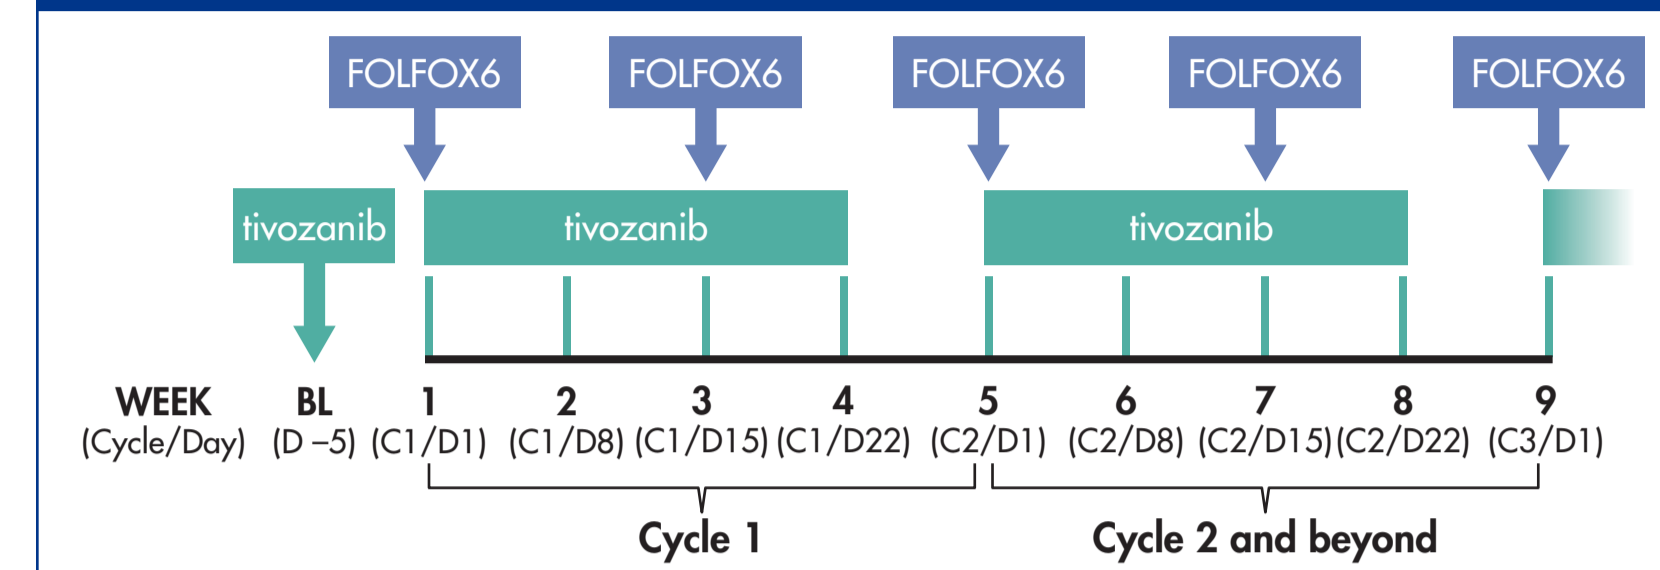 FOLFOX6 FOLFOX6 FOLFOX6 FOLFOX6 FOLFOX6
tivozanib tivozanib tivozanib
WEEK BL 1 2 3 4 5 6 7 8 9
(Cycle/Day) (D –5) (C1/D1) (C1/D8) (C1/D15) (C1/D22) (C2/D1) (C2/D8) (C2/D15) (C2/D22) (C3/D1)
Cycle 1 Cycle 2 and beyond